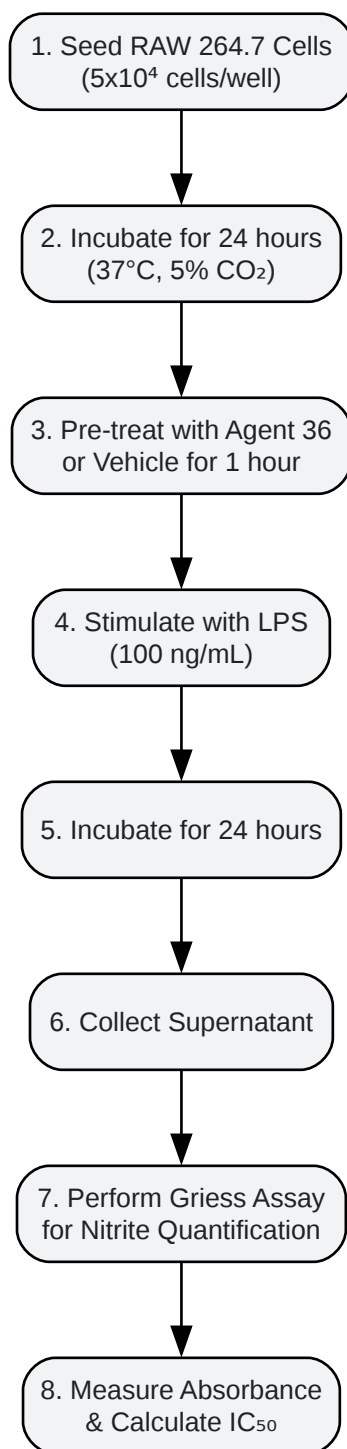 1. Seed RAW 264.7 Cells
(5x10⁴ cells/well)
2. Incubate for 24 hours
(37°C, 5% CO₂)
3. Pre-treat with Agent 36
or Vehicle for 1 hour
4. Stimulate with LPS
(100 ng/mL)
5. Incubate for 24 hours
6. Collect Supernatant
7. Perform Griess Assay
for Nitrite Quantification
8. Measure Absorbance
& Calculate IC₅₀